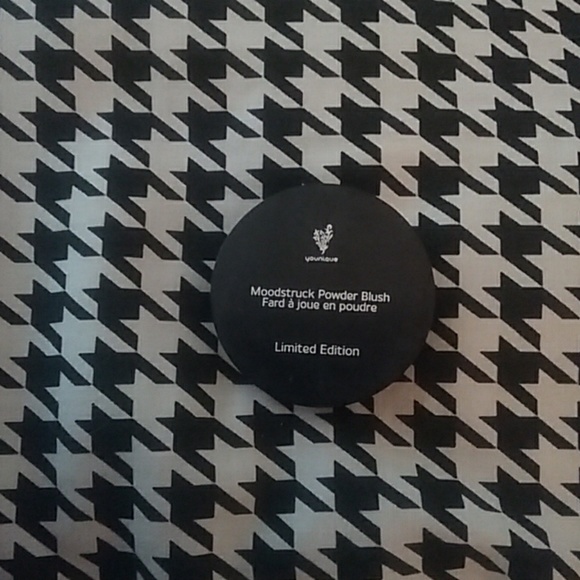 younique
Moodstruck Powder Blush
Fard à joue en poudre
Limited Edition